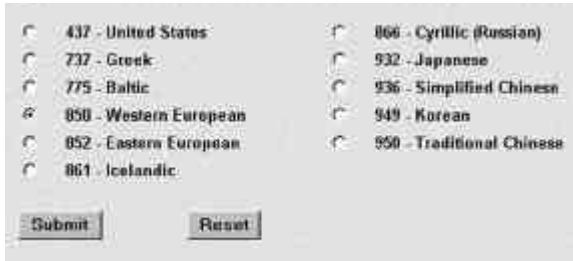 437 - United States
737 - Greek
775 - Baltic
850 - Western European
852 - Eastern European
861 - Icelandic
866 - Cyrillic (Russian)
932 - Japanese
936 - Simplified Chinese
949 - Korean
950 - Traditional Chinese
Submit
Reset